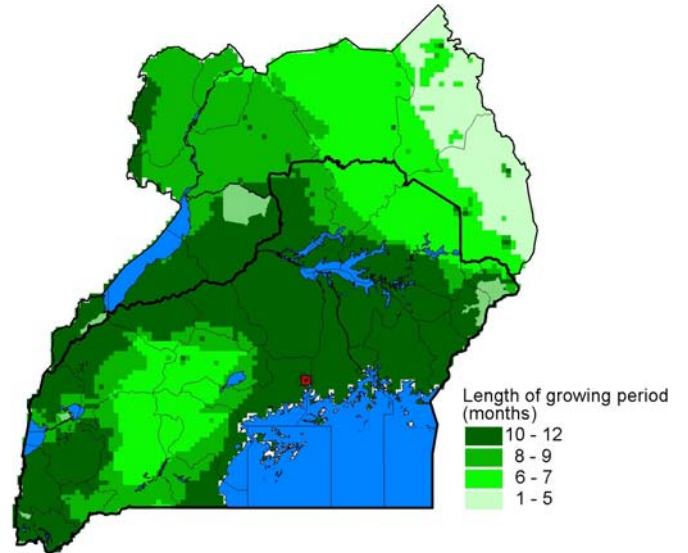 Length of growing period
(months)
10 - 12
8 - 9
6 - 7
1 - 5